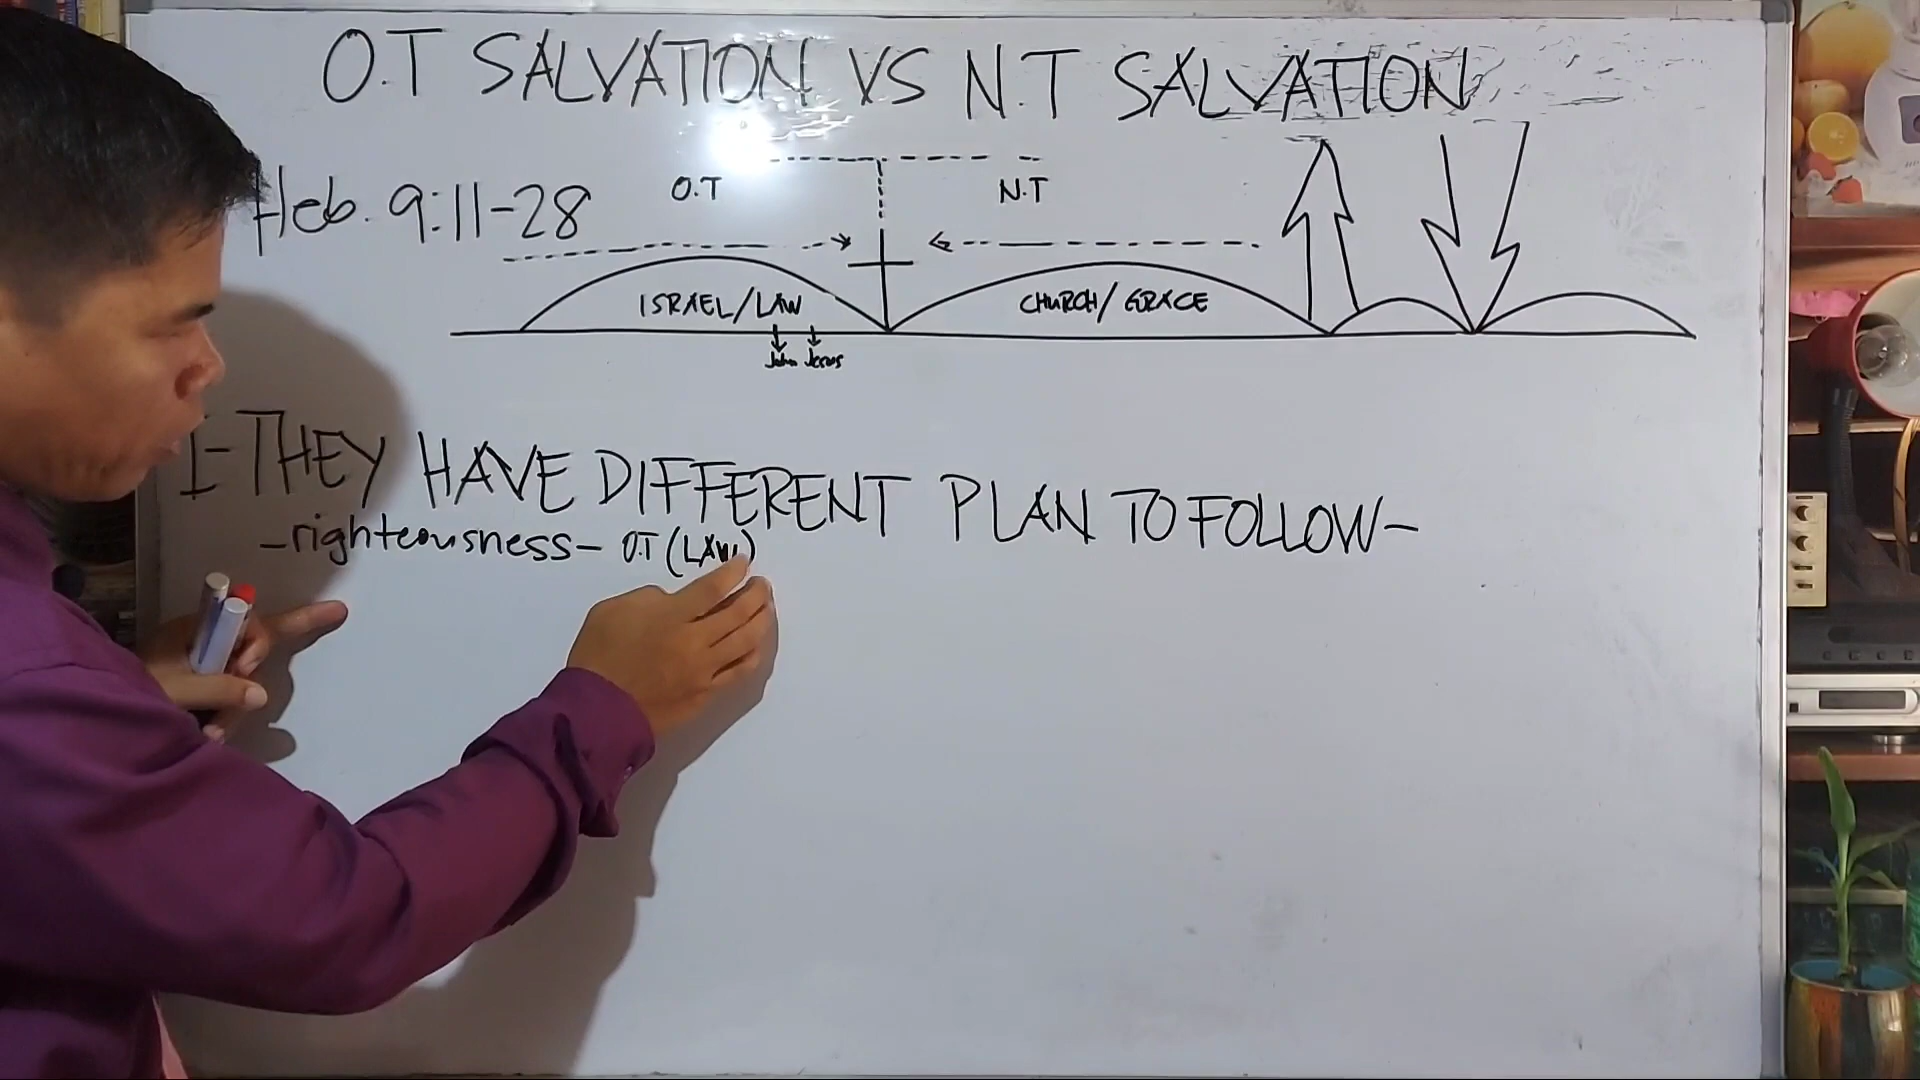 O.T SALVATION VS N.T SALVATION
Heb. 9:11-28
O.T
N.T
ISRAEL/LAW
CHURCH/GRACE
John Jesus
I-THEY HAVE DIFFERENT PLAN TO FOLLOW-
-righteousness- O.T (LAW)